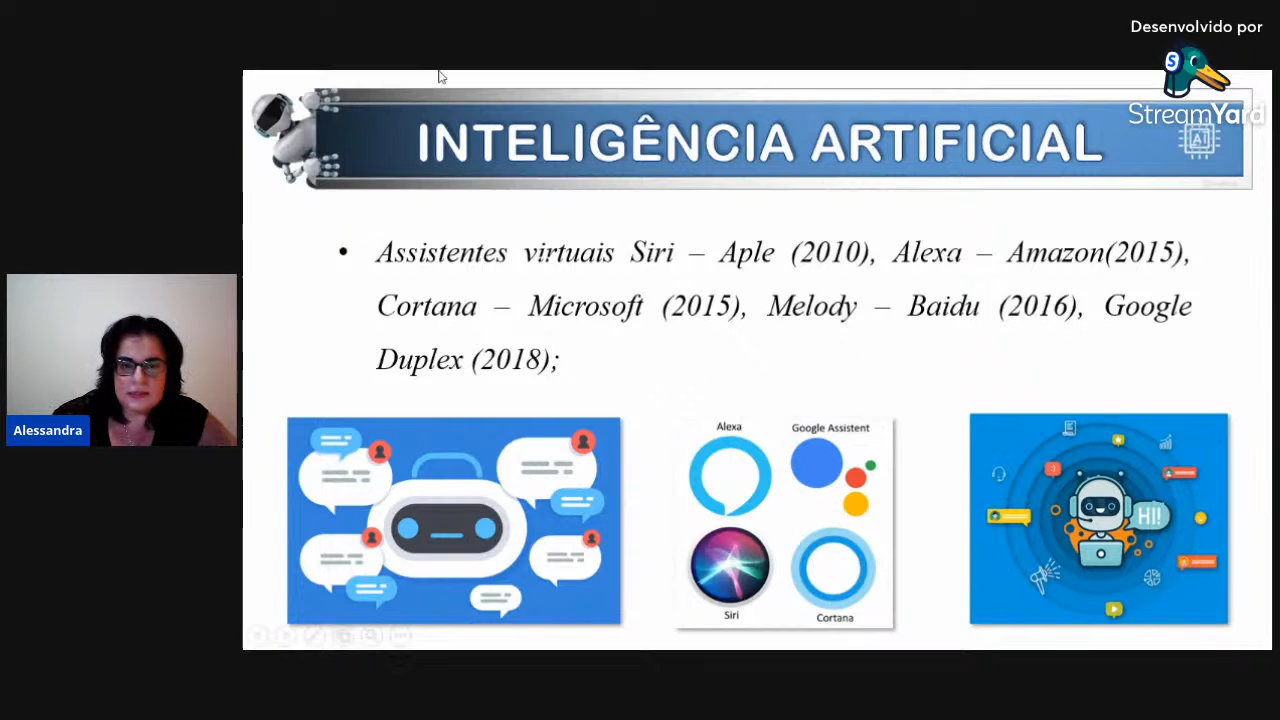 Desenvolvido por
StreamYard
INTELIGÊNCIA ARTIFICIAL
• Assistentes virtuais Siri – Aple (2010), Alexa – Amazon(2015),
Cortana – Microsoft (2015), Melody – Baidu (2016), Google
Duplex (2018);
Alessandra
Alexa
Google Assistent
Siri
Cortana
HI!